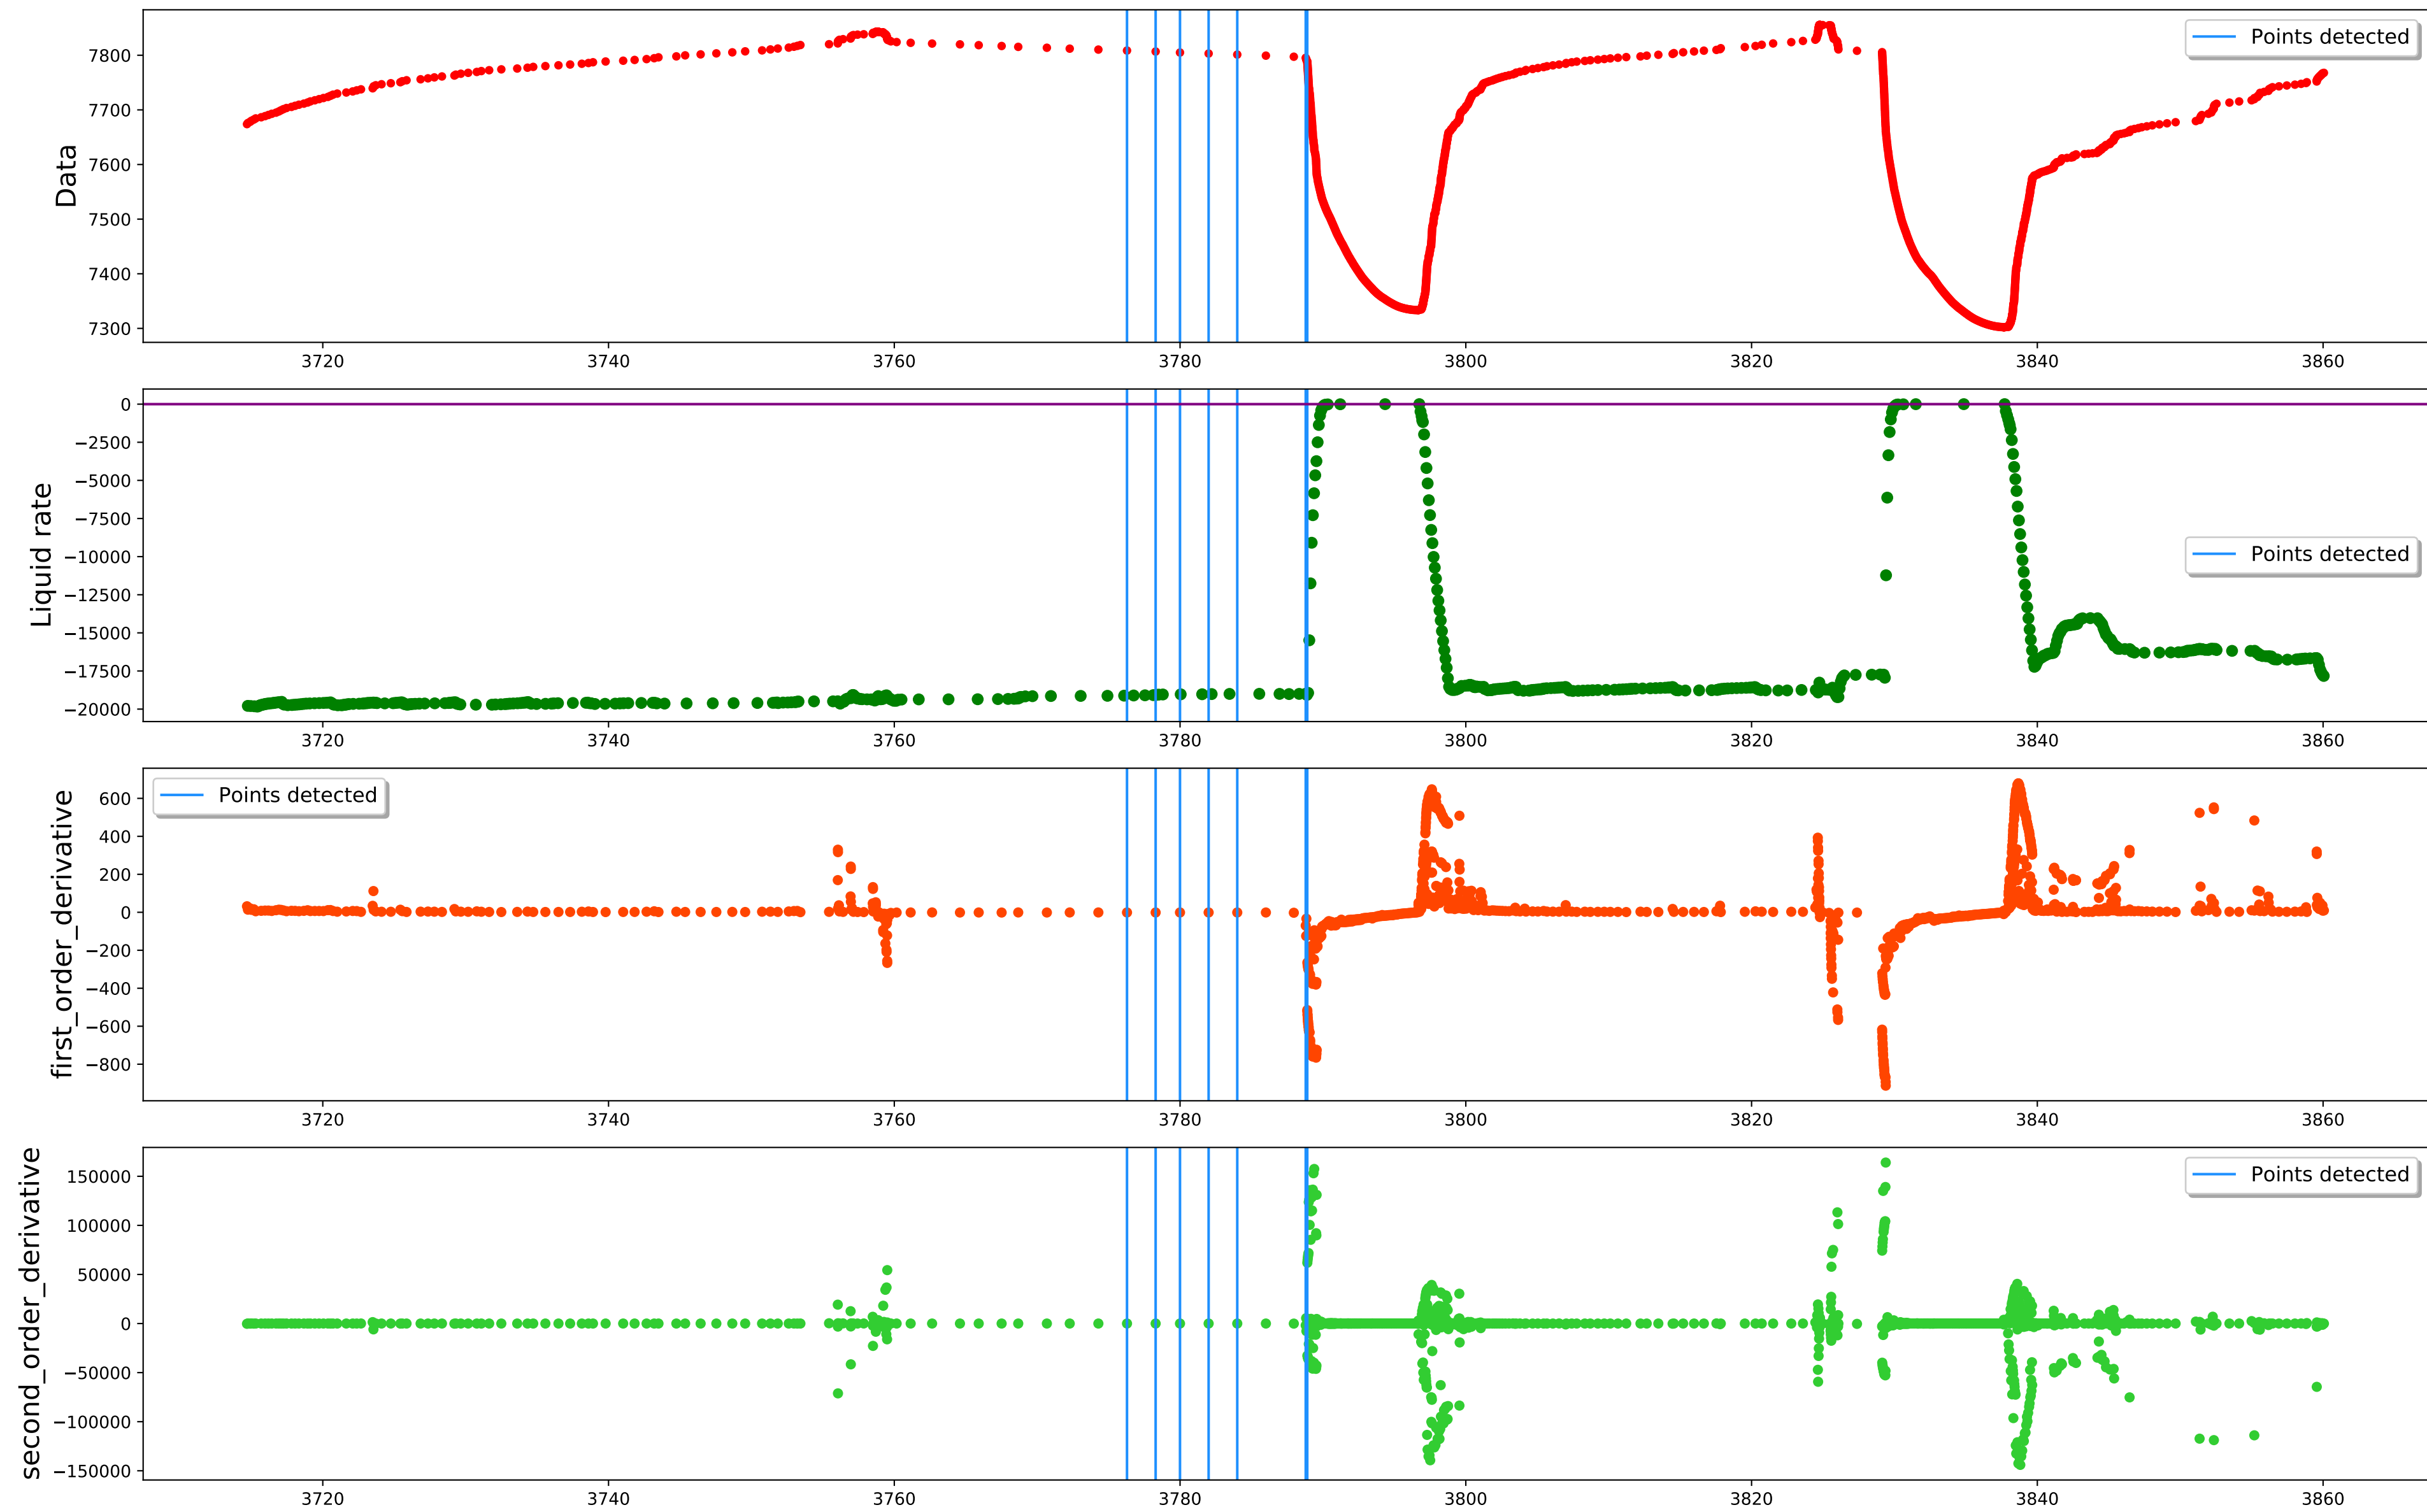 Data
7800
7700
7600
7500
7400
7300
Points detected
3720 3740 3760 3780 3800 3820 3840 3860
Liquid rate
0
−2500
−5000
−7500
−10000
−12500
−15000
−17500
−20000
Points detected
3720 3740 3760 3780 3800 3820 3840 3860
first_order_derivative
600
400
200
0
−200
−400
−600
−800
Points detected
3720 3740 3760 3780 3800 3820 3840 3860
second_order_derivative
150000
100000
50000
0
−50000
−100000
−150000
Points detected
3720 3740 3760 3780 3800 3820 3840 3860